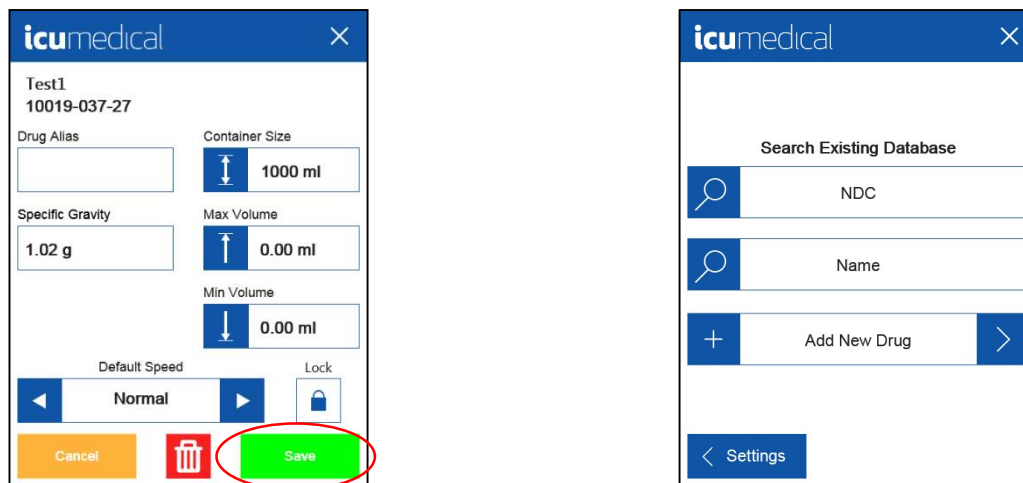 icumedical
Test1
10019-037-27
Drug Alias
Container Size
1000 ml
Specific Gravity
1.02 g
Max Volume
0.00 ml
Min Volume
0.00 ml
Default Speed
Normal
Lock
Cancel
Save
icumedical
Search Existing Database
NDC
Name
Add New Drug
Settings